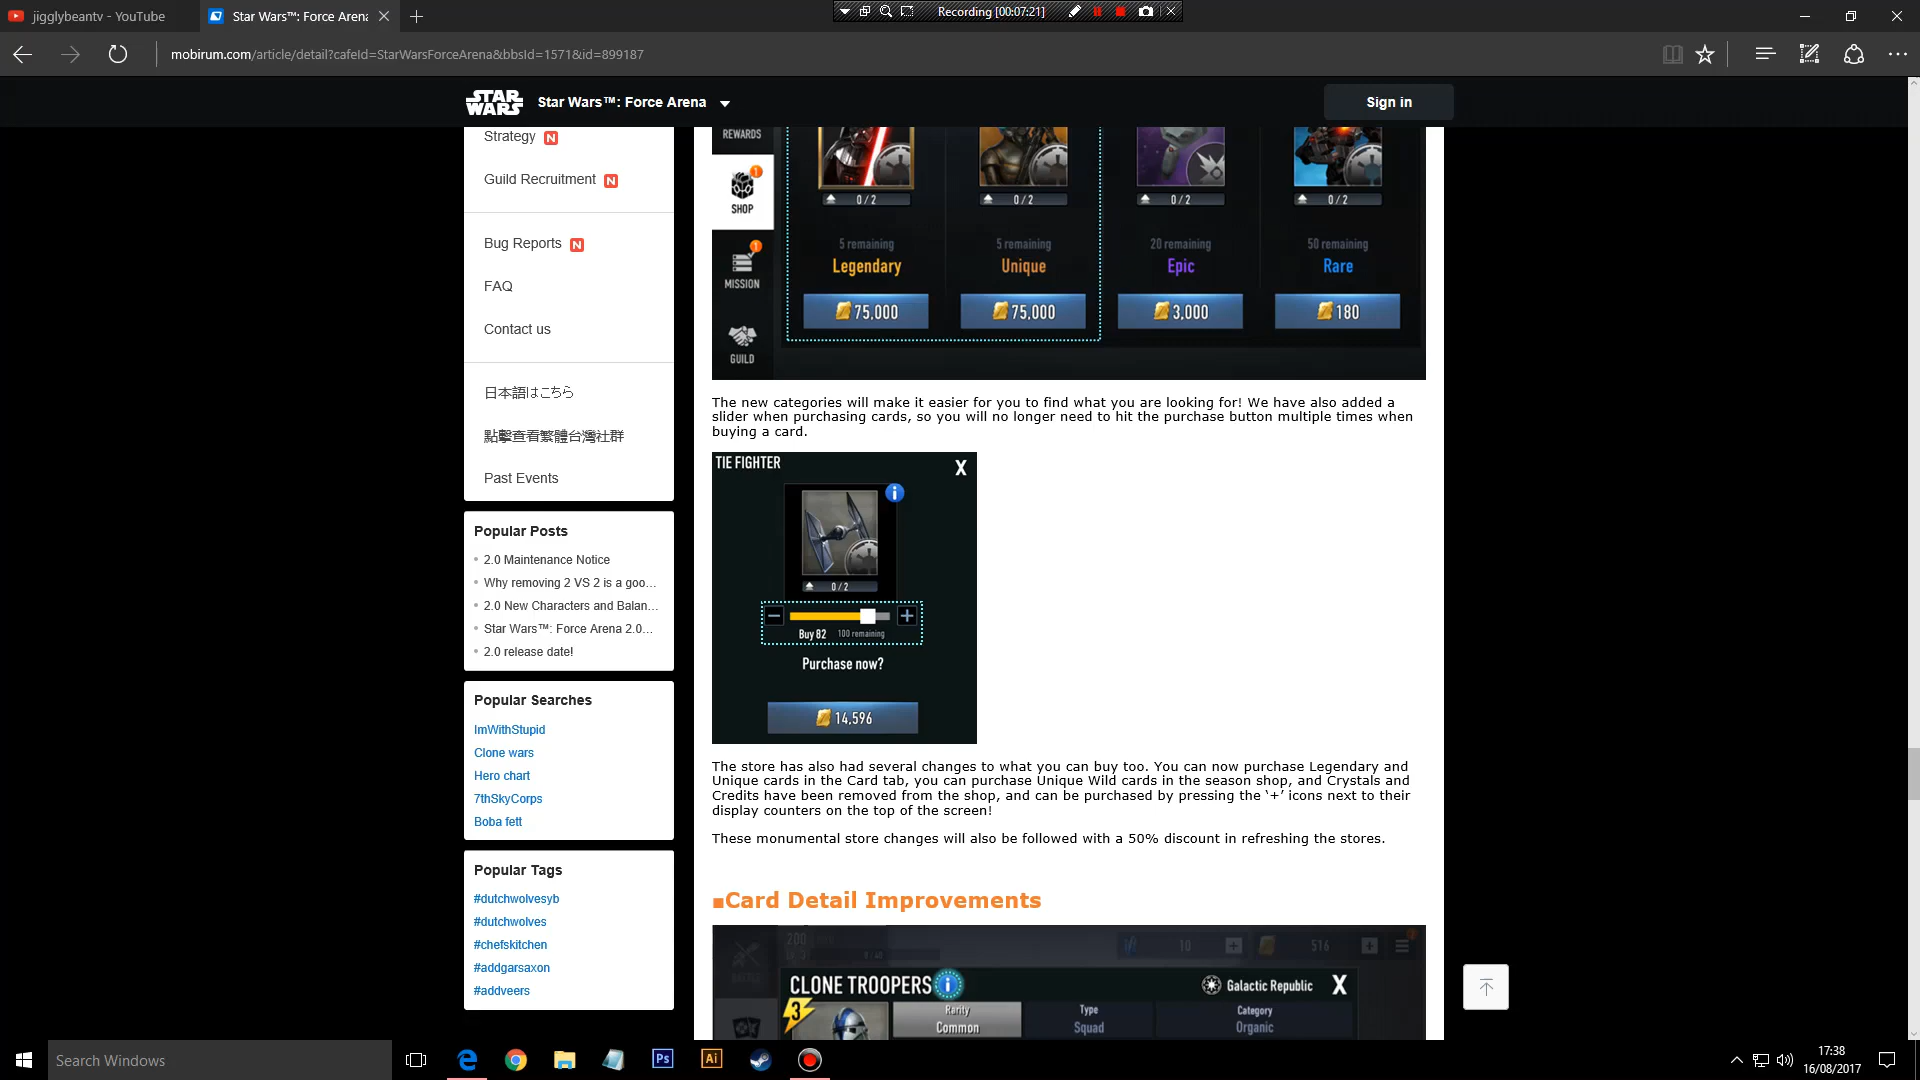 jigglybeantv - YouTube
Star Wars™: Force Arena
Recording [00:07:21]
mobirum.com/article/detail?cafeId=StarWarsForceArena&bbsId=1571&id=899187
STAR WARS
Star Wars™: Force Arena
Sign in
Strategy N
Guild Recruitment N
Bug Reports N
FAQ
Contact us
日本語はこちら
點擊查看繁體台灣社群
Past Events
Popular Posts
2.0 Maintenance Notice
Why removing 2 VS 2 is a goo...
2.0 New Characters and Balan...
Star Wars™: Force Arena 2.0...
2.0 release date!
Popular Searches
ImWithStupid
Clone wars
Hero chart
7thSkyCorps
Boba fett
Popular Tags
#dutchwolvesyb
#dutchwolves
#chefskitchen
#addgarsaxon
#addveers
REWARDS
1
SHOP
1
MISSION
GUILD
0 / 2 0 / 2 0 / 2 0 / 2
5 remaining 5 remaining 20 remaining 50 remaining
Legendary Unique Epic Rare
75,000 75,000 3,000 180
The new categories will make it easier for you to find what you are looking for! We have also added a
slider when purchasing cards, so you will no longer need to hit the purchase button multiple times when
buying a card.
TIE FIGHTER X
i
0 / 2
Buy 82 100 remaining
Purchase now?
14,596
The store has also had several changes to what you can buy too. You can now purchase Legendary and
Unique cards in the Card tab, you can purchase Unique Wild cards in the season shop, and Crystals and
Credits have been removed from the shop, and can be purchased by pressing the ‘+’ icons next to their
display counters on the top of the screen!
These monumental store changes will also be followed with a 50% discount in refreshing the stores.
■Card Detail Improvements
200
10 516
CLONE TROOPERS i Galactic Republic X
3
Rarity Type Category
Common Squad Organic
Search Windows
Ps
Ai
17:38
16/08/2017